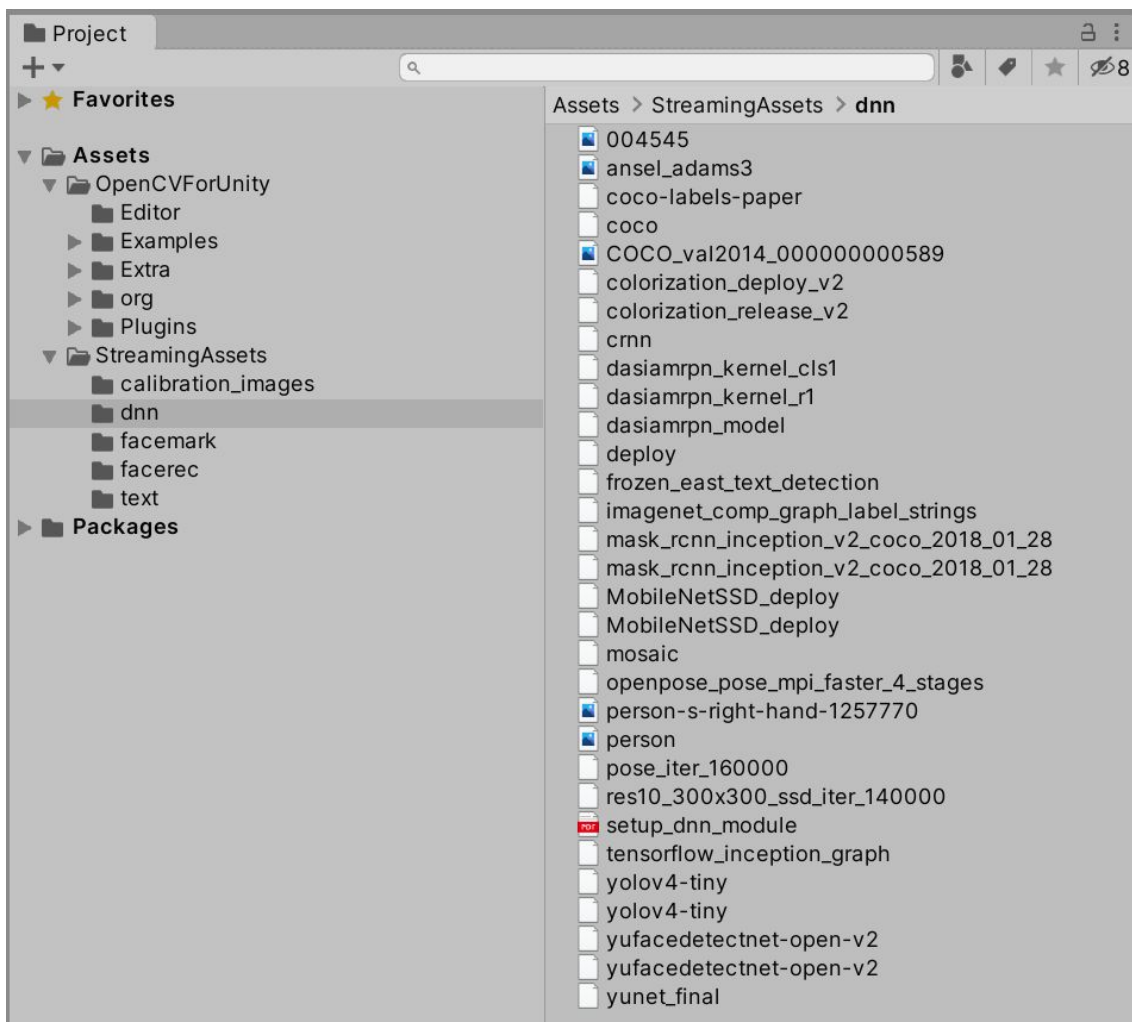 Project
8
Favorites
Assets
OpenCVForUnity
Editor
Examples
Extra
org
Plugins
StreamingAssets
calibration_images
dnn
facemark
facerec
text
Packages
Assets > StreamingAssets > dnn
004545
ansel_adams3
coco-labels-paper
coco
COCO_val2014_000000000589
colorization_deploy_v2
colorization_release_v2
crnn
dasiamrpn_kernel_cls1
dasiamrpn_kernel_r1
dasiamrpn_model
deploy
frozen_east_text_detection
imagenet_comp_graph_label_strings
mask_rcnn_inception_v2_coco_2018_01_28
mask_rcnn_inception_v2_coco_2018_01_28
MobileNetSSD_deploy
MobileNetSSD_deploy
mosaic
openpose_pose_mpi_faster_4_stages
person-s-right-hand-1257770
person
pose_iter_160000
res10_300x300_ssd_iter_140000
PDF setup_dnn_module
tensorflow_inception_graph
yolov4-tiny
yolov4-tiny
yufacedetectnet-open-v2
yufacedetectnet-open-v2
yunet_final